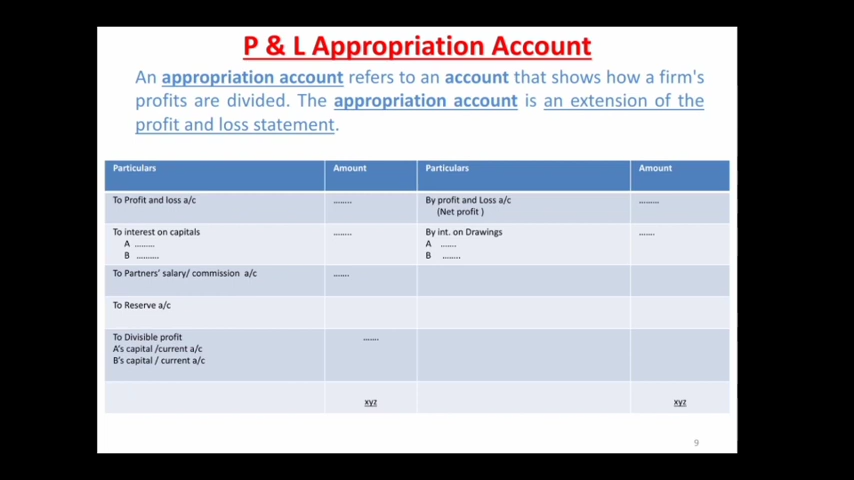 P & L Appropriation Account
An appropriation account refers to an account that shows how a firm's
profits are divided. The appropriation account is an extension of the
profit and loss statement.
Particulars Amount Particulars Amount
To Profit and loss a/c ........ By profit and Loss a/c .........
(Net profit )
To interest on capitals ........ By int. on Drawings .......
A ......... A .......
B .......... B ........
To Partners' salary/ commission a/c .......
To Reserve a/c
To Divisible profit .......
A's capital /current a/c
B's capital / current a/c
xyz xyz
9